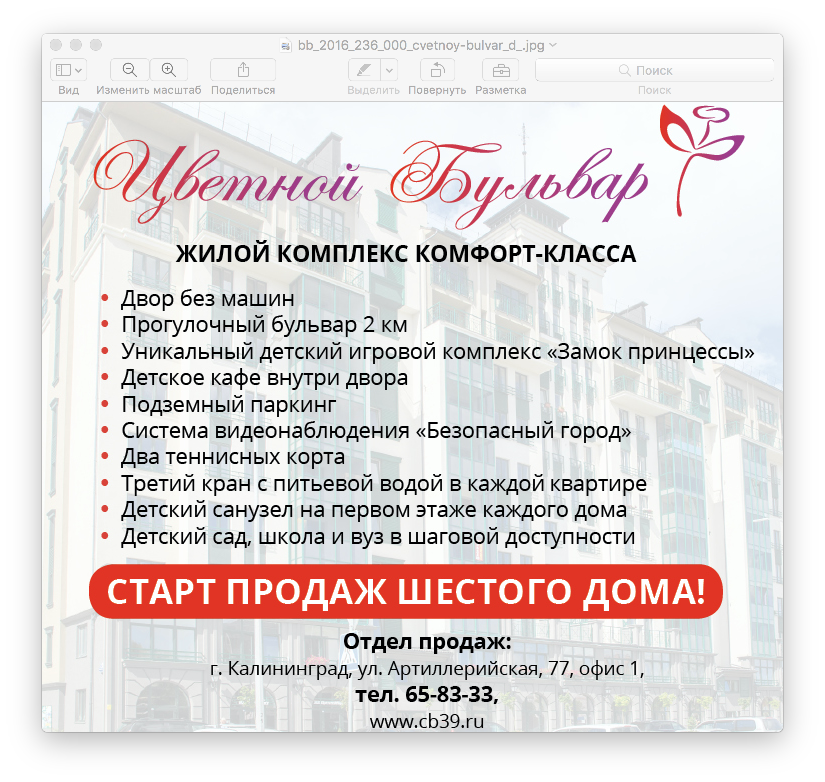 bb_2016_236_000_cvetnoy-bulvar_d_.jpg
Поиск
Вид
Изменить масштаб
Поделиться
Выделить
Повернуть
Разметка
Поиск
Цветной Бульвар
ЖИЛОЙ КОМПЛЕКС КОМФОРТ-КЛАССА
• Двор без машин
• Прогулочный бульвар 2 км
• Уникальный детский игровой комплекс «Замок принцессы»
• Детское кафе внутри двора
• Подземный паркинг
• Система видеонаблюдения «Безопасный город»
• Два теннисных корта
• Третий кран с питьевой водой в каждой квартире
• Детский санузел на первом этаже каждого дома
• Детский сад, школа и вуз в шаговой доступности
СТАРТ ПРОДАЖ ШЕСТОГО ДОМА!
Отдел продаж:
г. Калининград, ул. Артиллерийская, 77, офис 1,
тел. 65-83-33,
www.cb39.ru